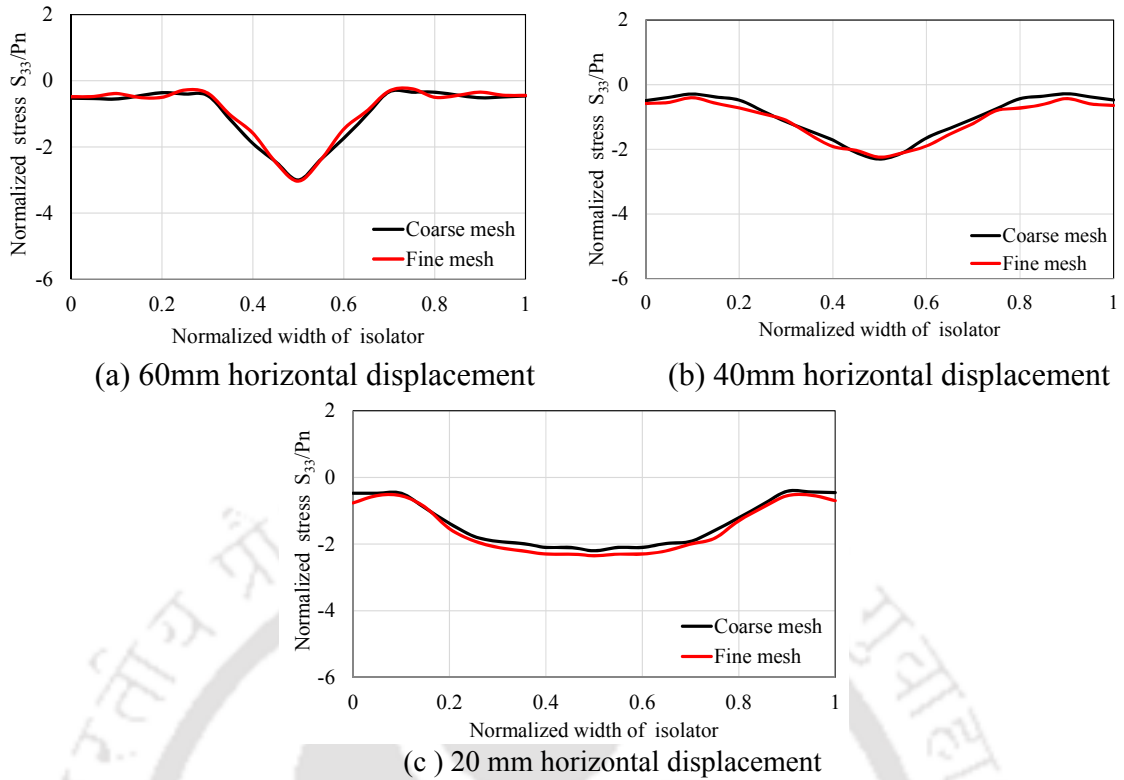 2
0
-2
-4
-6
Normalized stress S₃₃/Pn
Coarse mesh
Fine mesh
0 0.2 0.4 0.6 0.8 1
Normalized width of isolator
(a) 60mm horizontal displacement
2
0
-2
-4
-6
Normalized stress S₃₃/Pn
Coarse mesh
Fine mesh
0 0.2 0.4 0.6 0.8 1
Normalized width of isolator
(b) 40mm horizontal displacement
2
0
-2
-4
-6
Normalized stress S₃₃/Pn
Coarse mesh
Fine mesh
0 0.2 0.4 0.6 0.8 1
Normalized width of isolator
(c ) 20 mm horizontal displacement